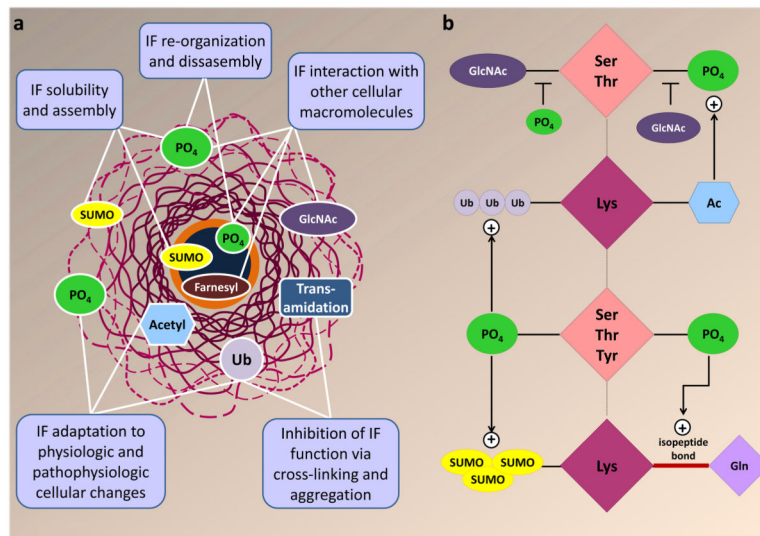 a
IF re-organization
and dissasembly
IF solubility
and assembly
IF interaction with
other cellular
macromolecules
PO4
SUMO
GlcNAc
PO4
SUMO
Farnesyl
PO4
Trans-
amidation
Acetyl
Ub
IF adaptation to
physiologic and
pathophysiologic
cellular changes
Inhibition of IF
function via
cross-linking and
aggregation
b
GlcNAc
Ser
Thr
PO4
PO4
GlcNAc
+
Ub Ub Ub
Lys
Ac
+
PO4
Ser
Thr
Tyr
PO4
+
+
isopeptide
bond
SUMO SUMO
SUMO
Lys
Gln